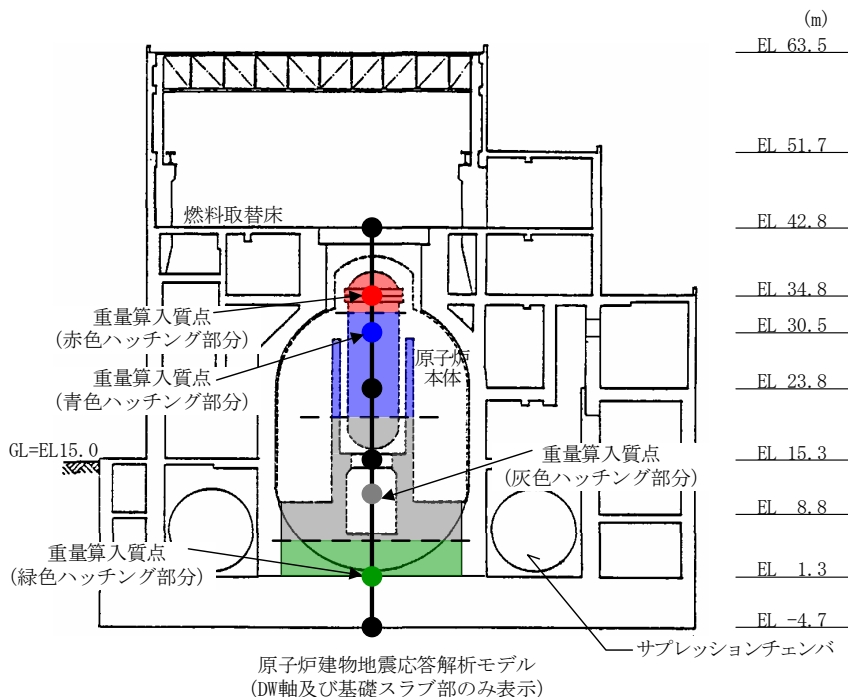 (m)
EL 63.5
EL 51.7
燃料取替床
EL 42.8
EL 34.8
重量算入質点
(赤色ハッチング部分)
EL 30.5
重量算入質点
(青色ハッチング部分)
原子炉
本体
EL 23.8
GL=EL15.0
EL 15.3
重量算入質点
(灰色ハッチング部分)
EL 8.8
重量算入質点
(緑色ハッチング部分)
EL 1.3
EL -4.7
サプレッションチェンバ
原子炉建物地震応答解析モデル
(DW軸及び基礎スラブ部のみ表示)